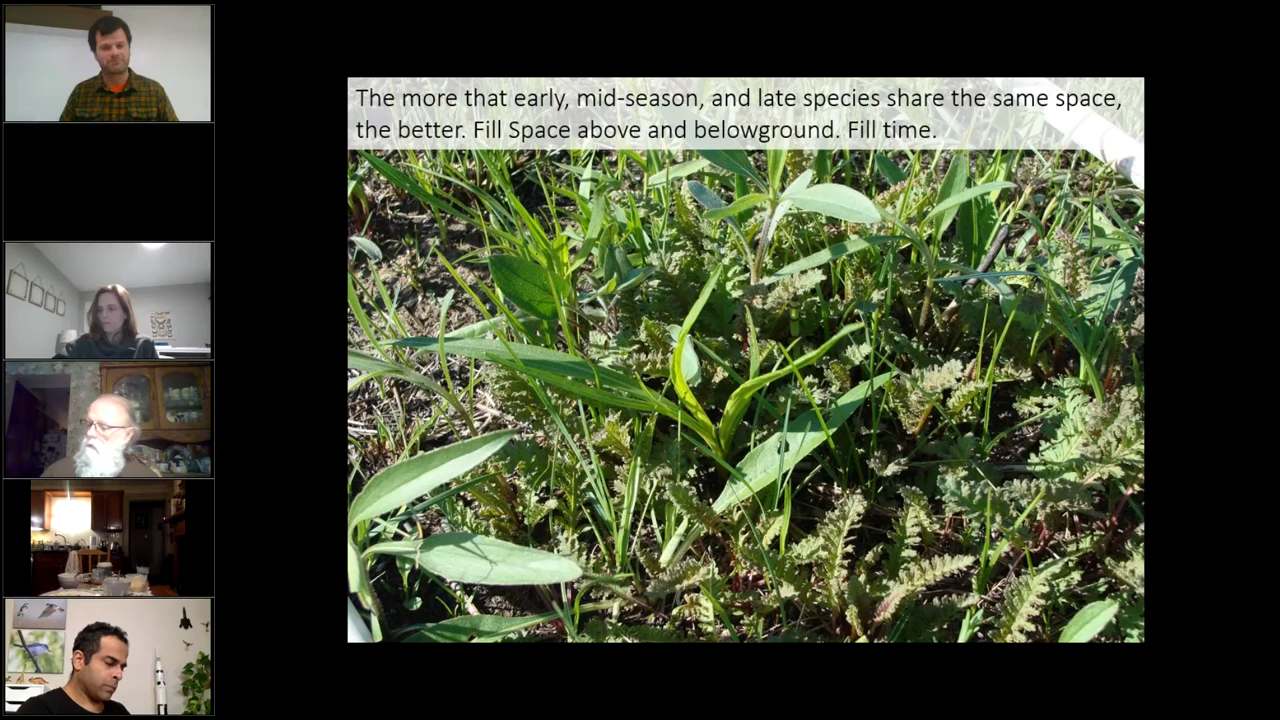 The more that early, mid-season, and late species share the same space,
the better. Fill Space above and belowground. Fill time.